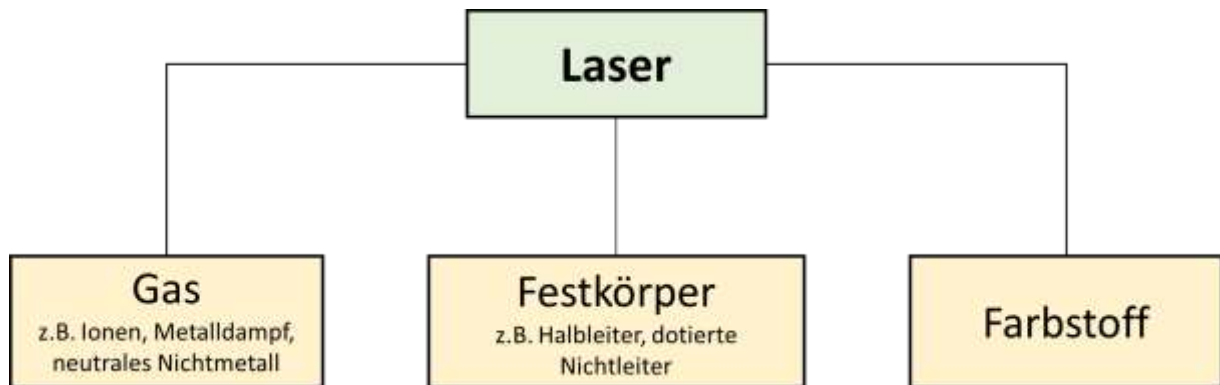 Laser
Gas
z.B. Ionen, Metalldampf,
neutrales Nichtmetall
Festkörper
z.B. Halbleiter, dotierte
Nichtleiter
Farbstoff